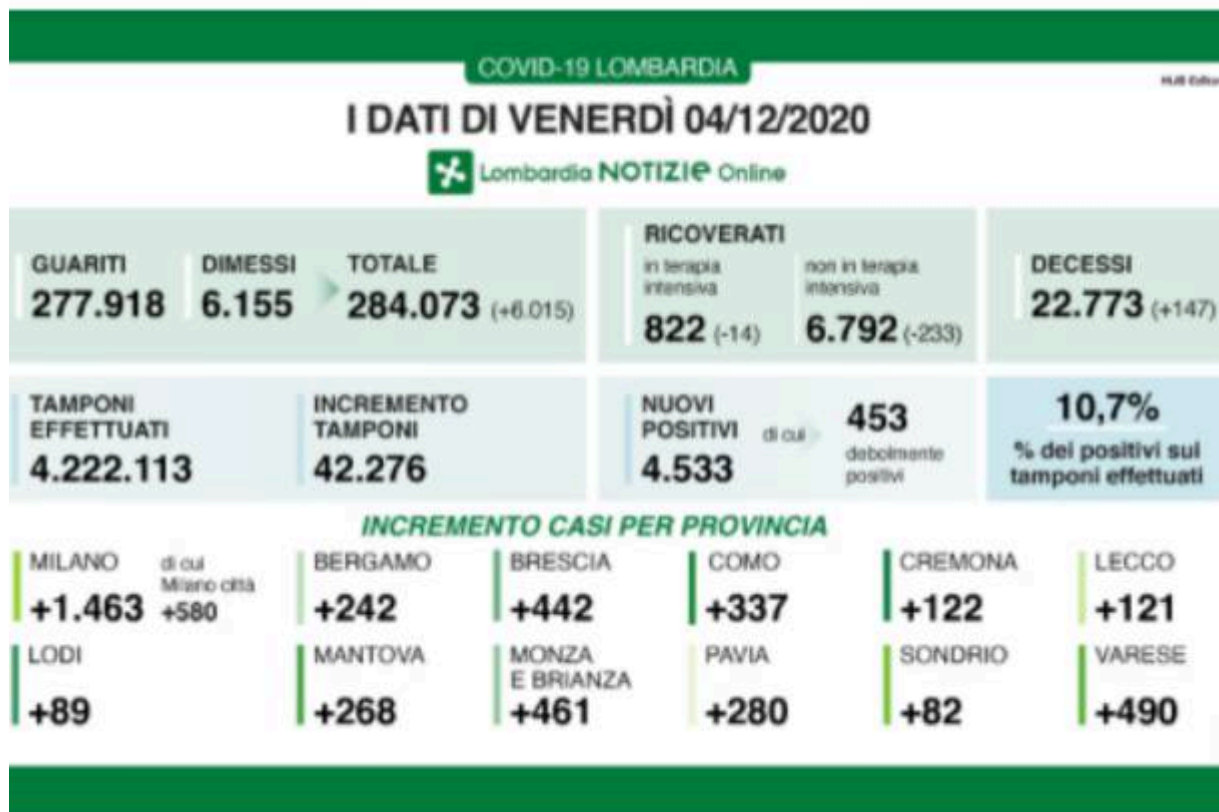 COVID-19 LOMBARDIA
I DATI DI VENERDÌ 04/12/2020
Lombardia NOTIZIE Online
GUARITI
277.918
DIMESSI
6.155
TOTALE
284.073 (+6.015)
RICOVERATI
in terapia
intensiva
822 (-14)
non in terapia
intensiva
6.792 (-233)
DECESSI
22.773 (+147)
TAMPONI
EFFETTUATI
4.222.113
INCREMENTO
TAMPONI
42.276
NUOVI
POSITIVI
4.533
di cui
453
debolmente
positivi
10,7%
% dei positivi sui
tamponi effettuati
INCREMENTO CASI PER PROVINCIA
MILANO
+1.463
di cui
Milano città
+580
BERGAMO
+242
BRESCIA
+442
COMO
+337
CREMONA
+122
LECCO
+121
LODI
+89
MANTOVA
+268
MONZA
E BRIANZA
+461
PAVIA
+280
SONDRIO
+82
VARESE
+490